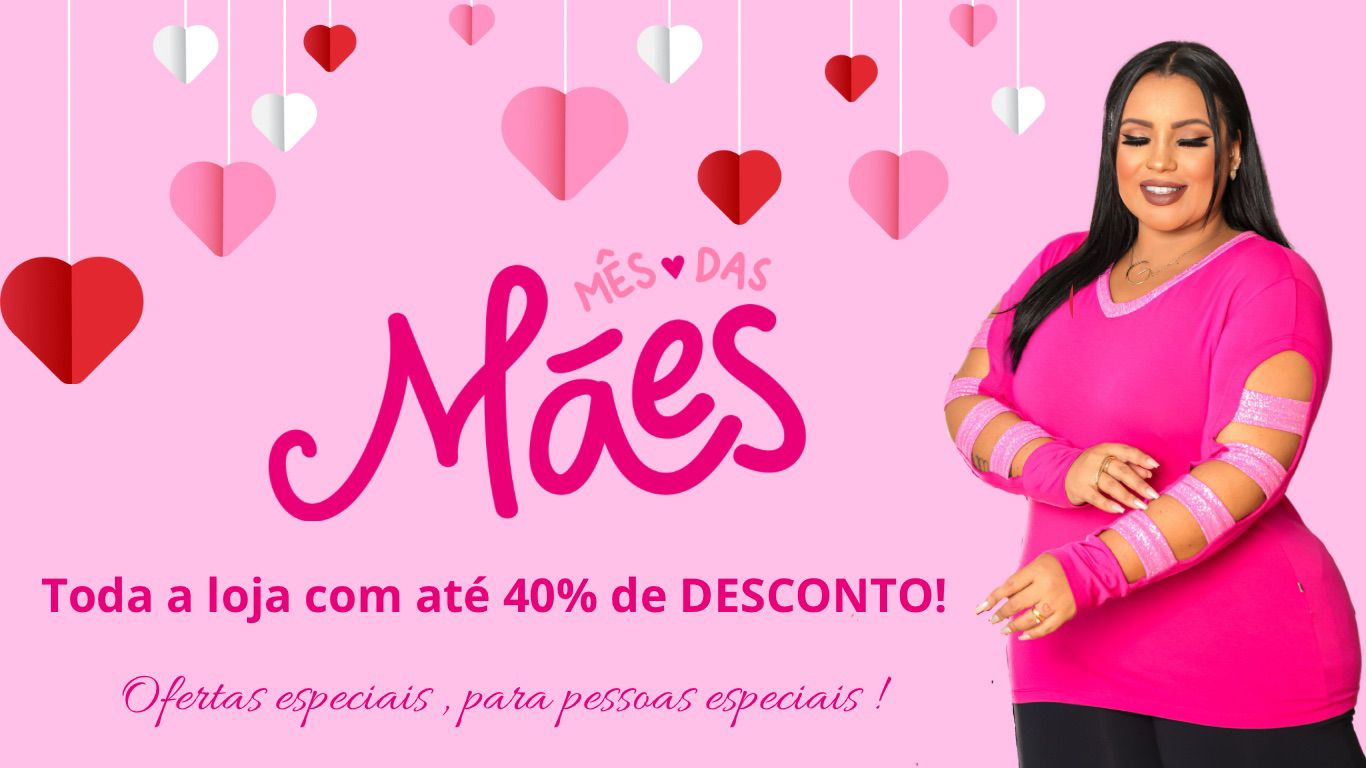 MÊS DAS
Mães
Toda a loja com até 40% de DESCONTO!
Ofertas especiais , para pessoas especiais !